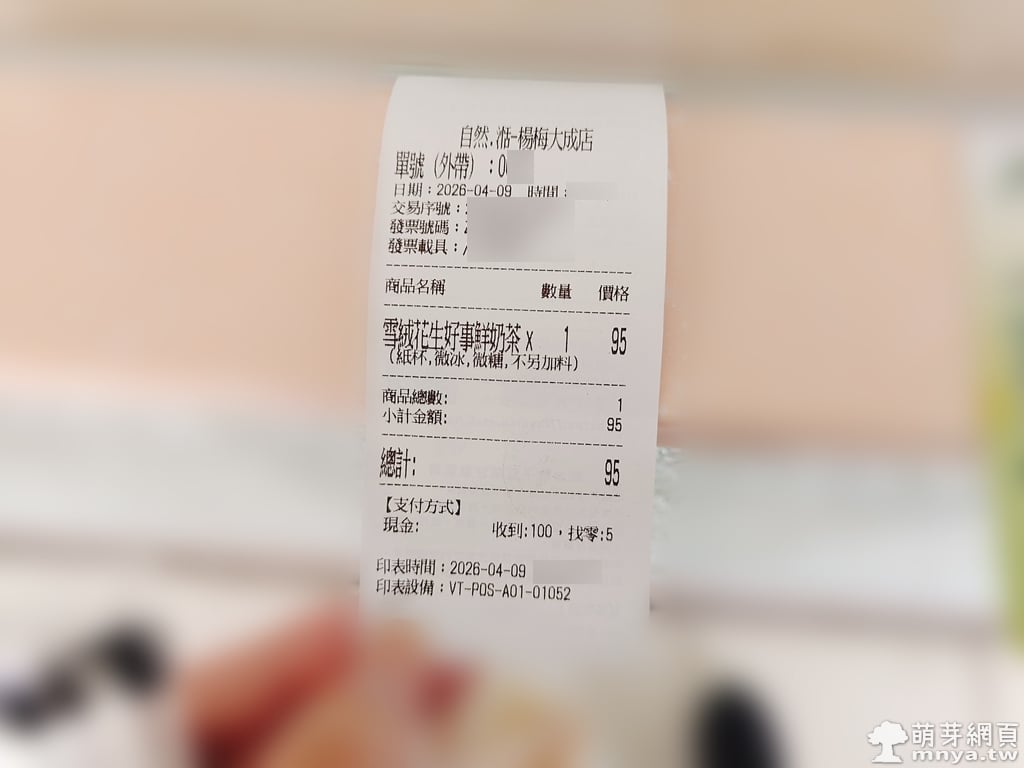 自然.湉-楊梅大成店
單號（外帶）:0
日期：2026-04-09 時間：
交易序號：
發票號碼：
發票載具：/
商品名稱 數量 價格
雪絨花生好事鮮奶茶 x 1 95
（紙杯,微冰,微糖,不另加料）
商品總數: 1
小計金額: 95
總計: 95
【支付方式】
現金: 收到:100，找零:5
印表時間：2026-04-09
印表設備：VT-POS-A01-01052
萌芽網頁
mnya.tw